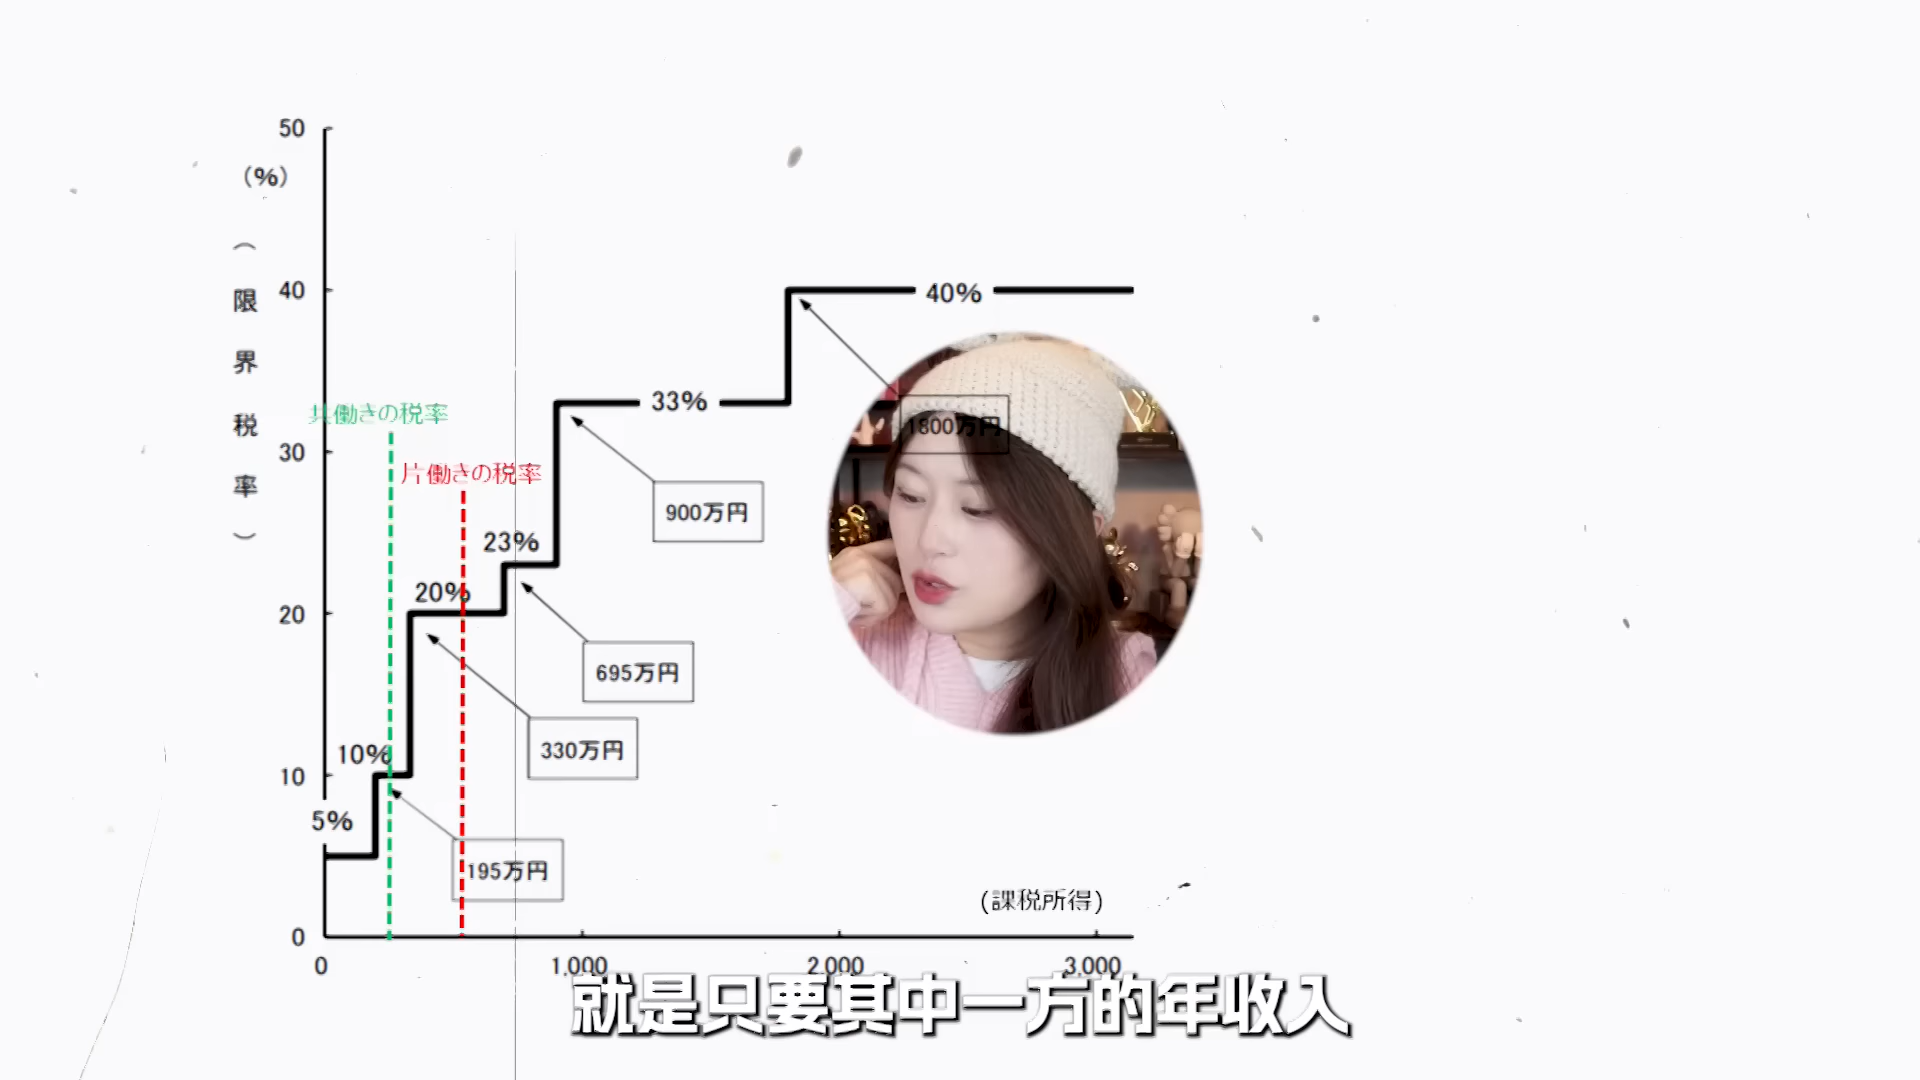 50
(%)
（限界税率）
40
40%
1800万円
33%
共働きの税率
30
片働きの税率
900万円
23%
20%
20
695万円
330万円
10%
10
5%
195万円
(課税所得)
0
0
1,000
2,000
3,000
就是只要其中一方的年收入